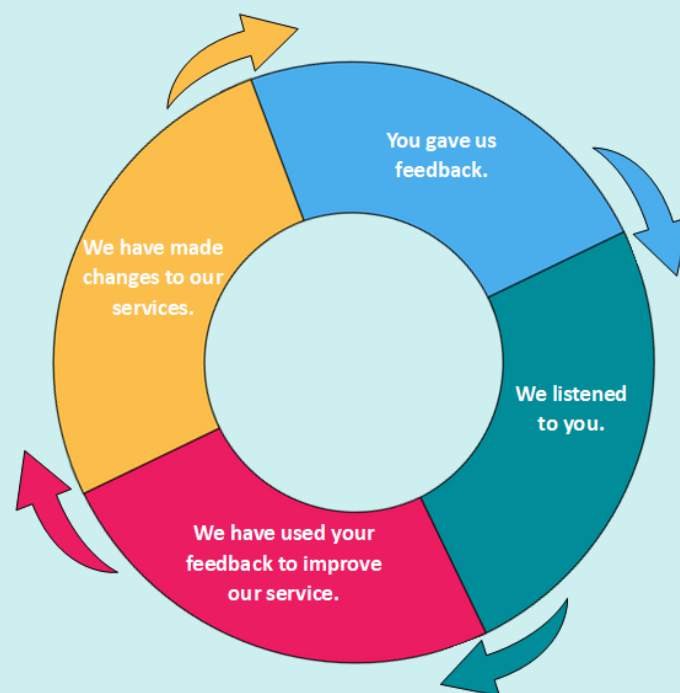 You gave us
feedback.
We listened
to you.
We have used your
feedback to improve
our service.
We have made
changes to our
services.